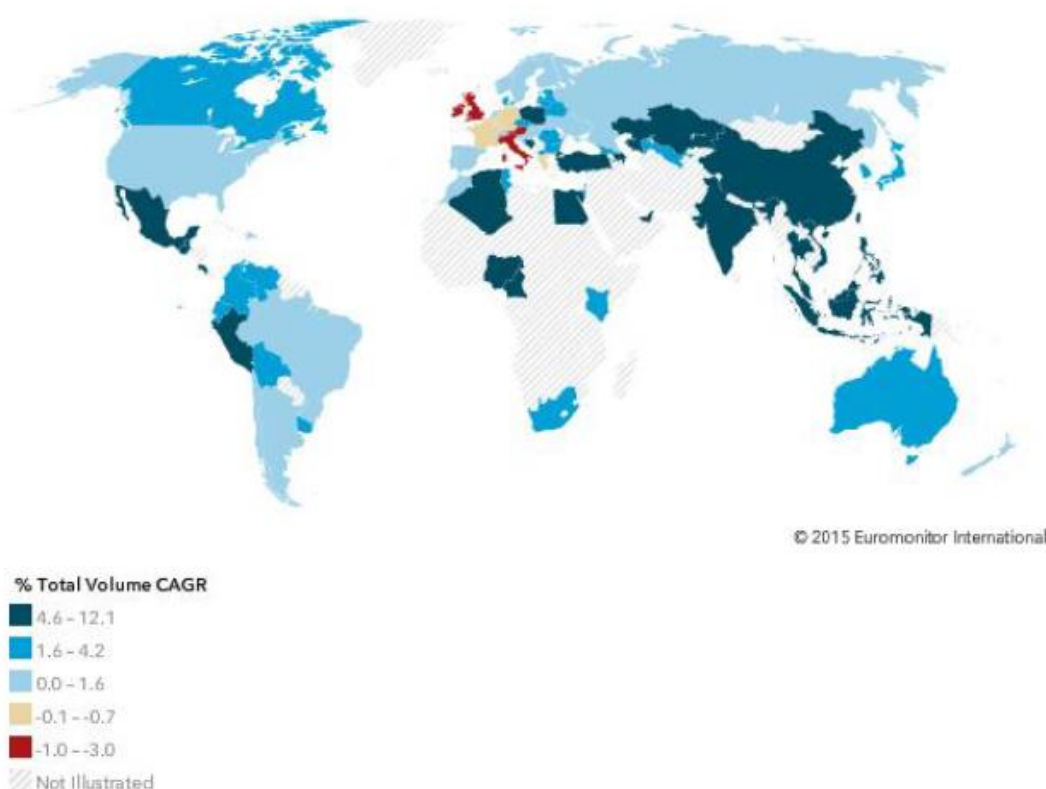 © 2015 Euromonitor International
% Total Volume CAGR
4.6 – 12.1
1.6 – 4.2
0.0 – 1.6
-0.1 – -0.7
-1.0 – -3.0
Not Illustrated